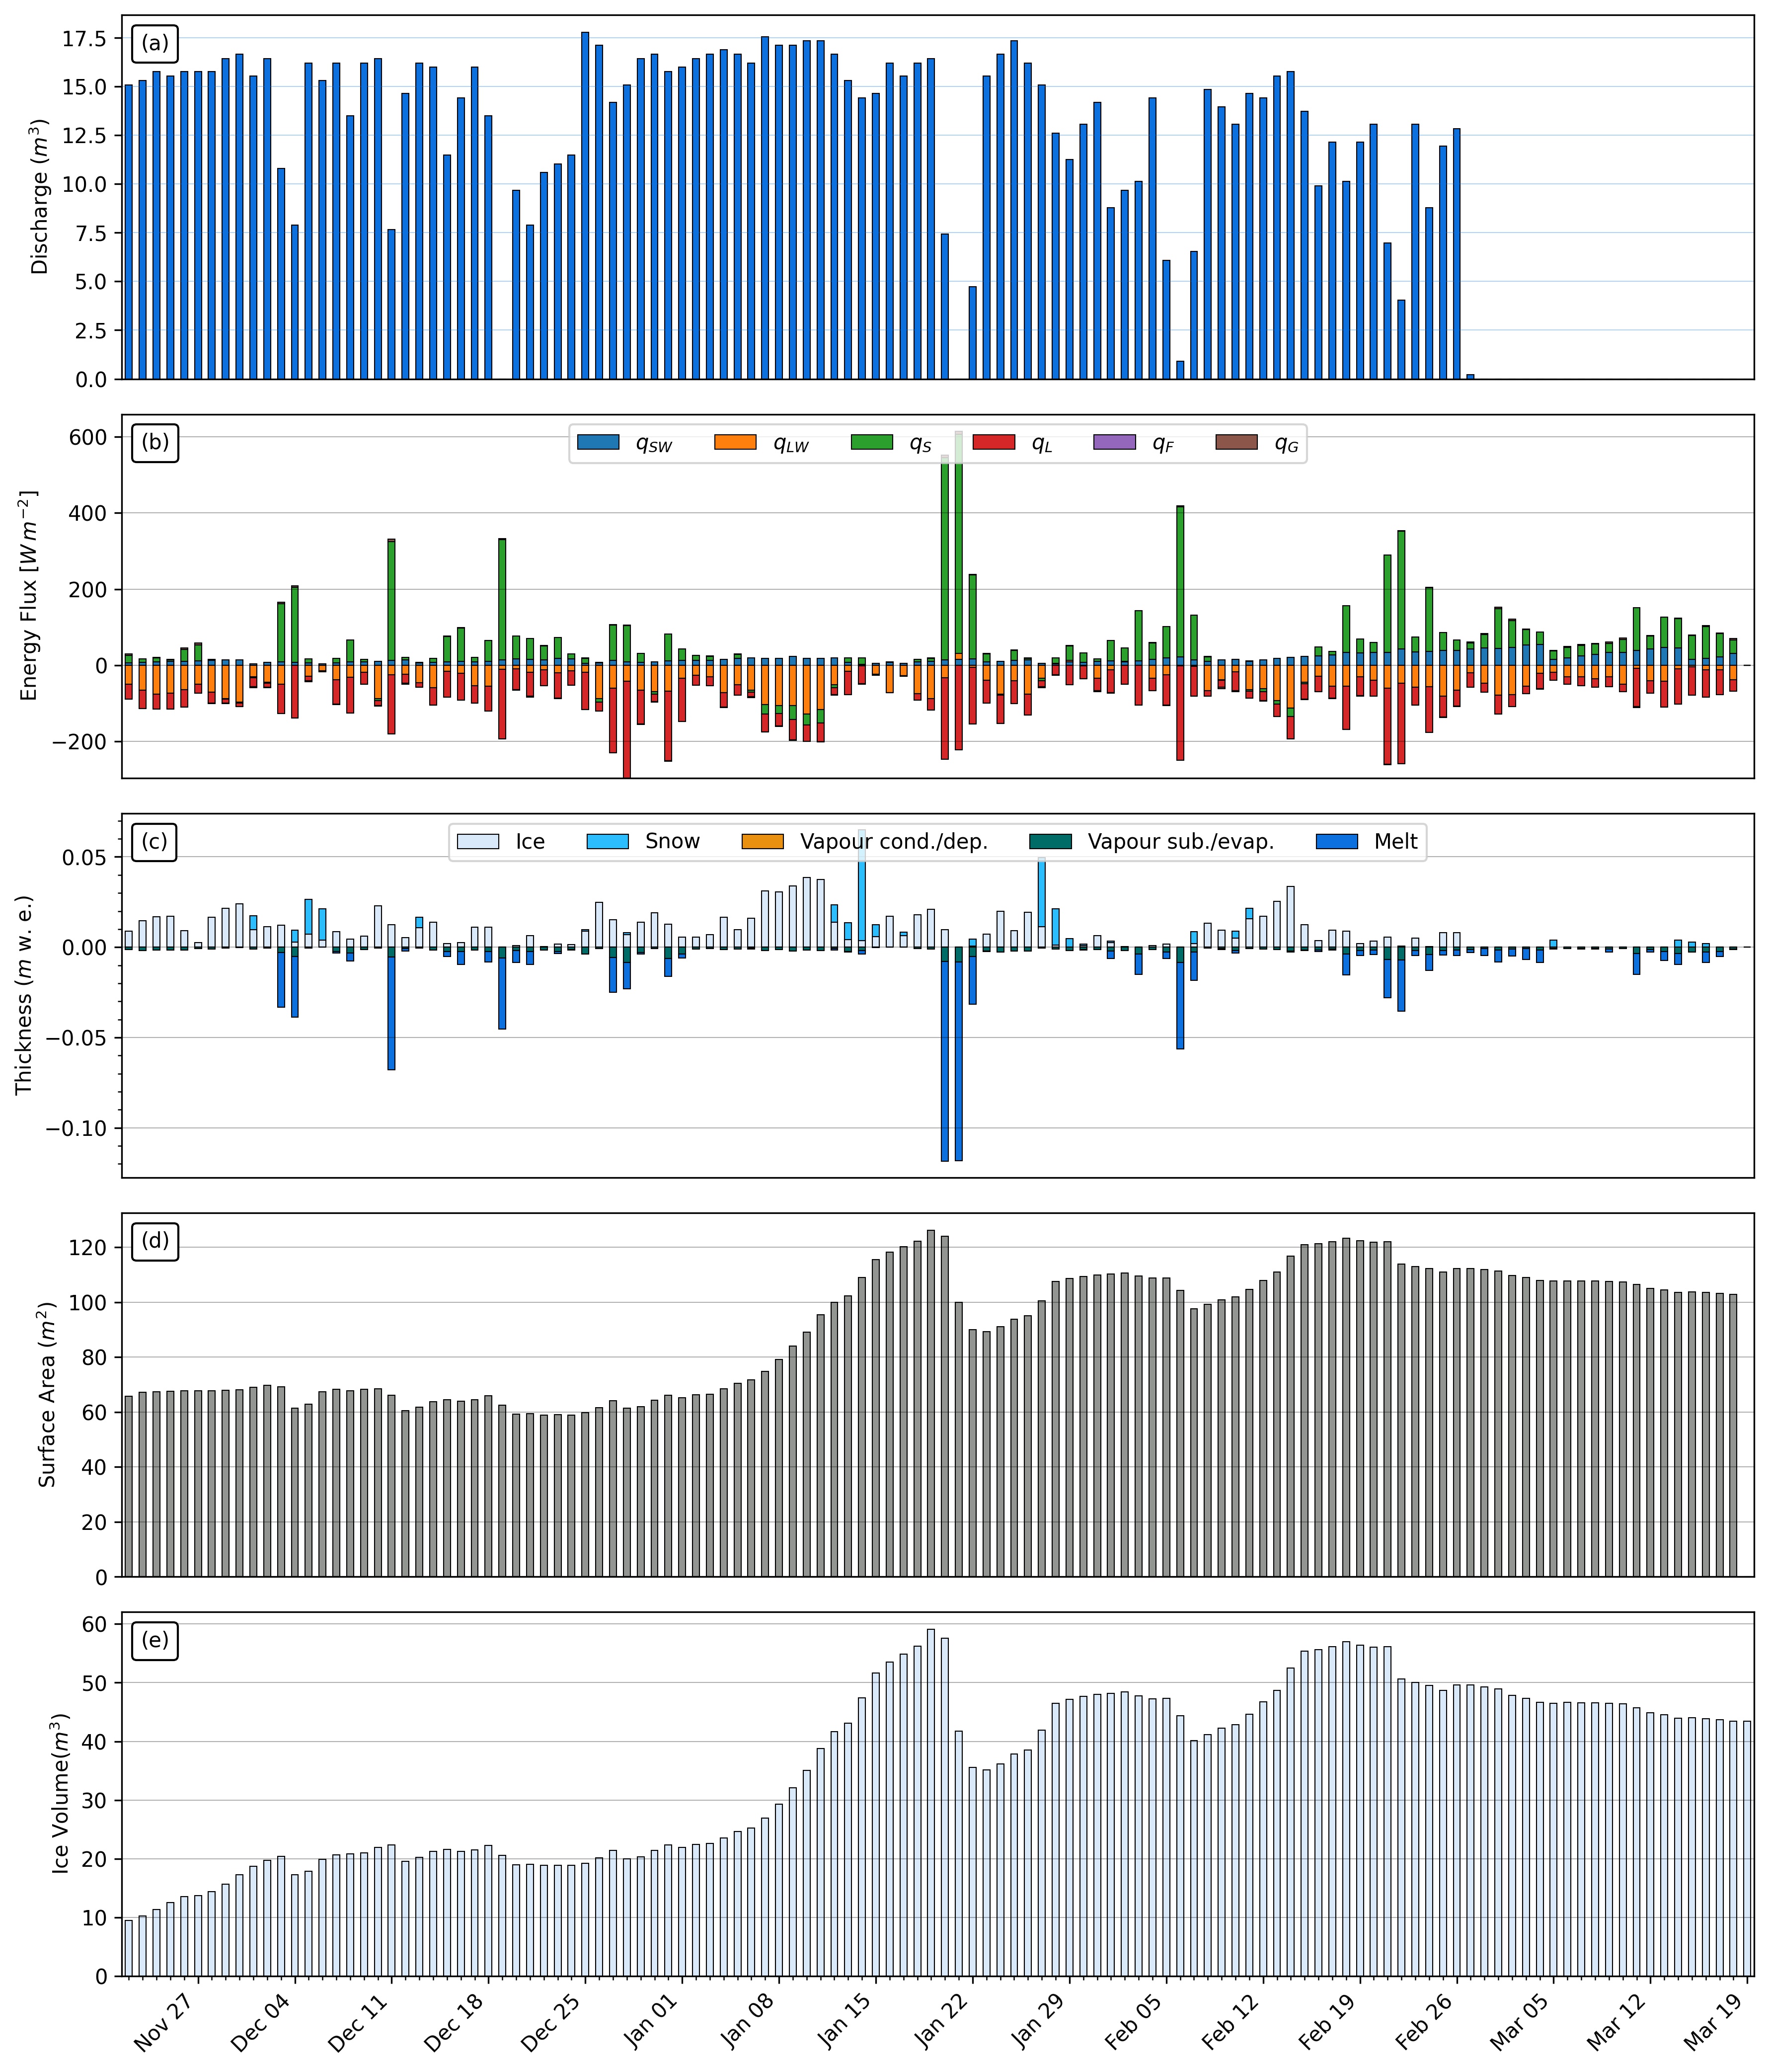 (a)
Discharge (m³)
17.5
15.0
12.5
10.0
7.5
5.0
2.5
0.0
(b)
q_SW q_LW q_S q_L q_F q_G
Energy Flux [W m⁻²]
600
400
200
0
−200
(c)
Ice Snow Vapour cond./dep. Vapour sub./evap. Melt
Thickness (m w. e.)
0.05
0.00
−0.05
−0.10
(d)
Surface Area (m²)
120
100
80
60
40
20
0
(e)
Ice Volume(m³)
60
50
40
30
20
10
0
Nov 27 Dec 04 Dec 11 Dec 18 Dec 25 Jan 01 Jan 08 Jan 15 Jan 22 Jan 29 Feb 05 Feb 12 Feb 19 Feb 26 Mar 05 Mar 12 Mar 19